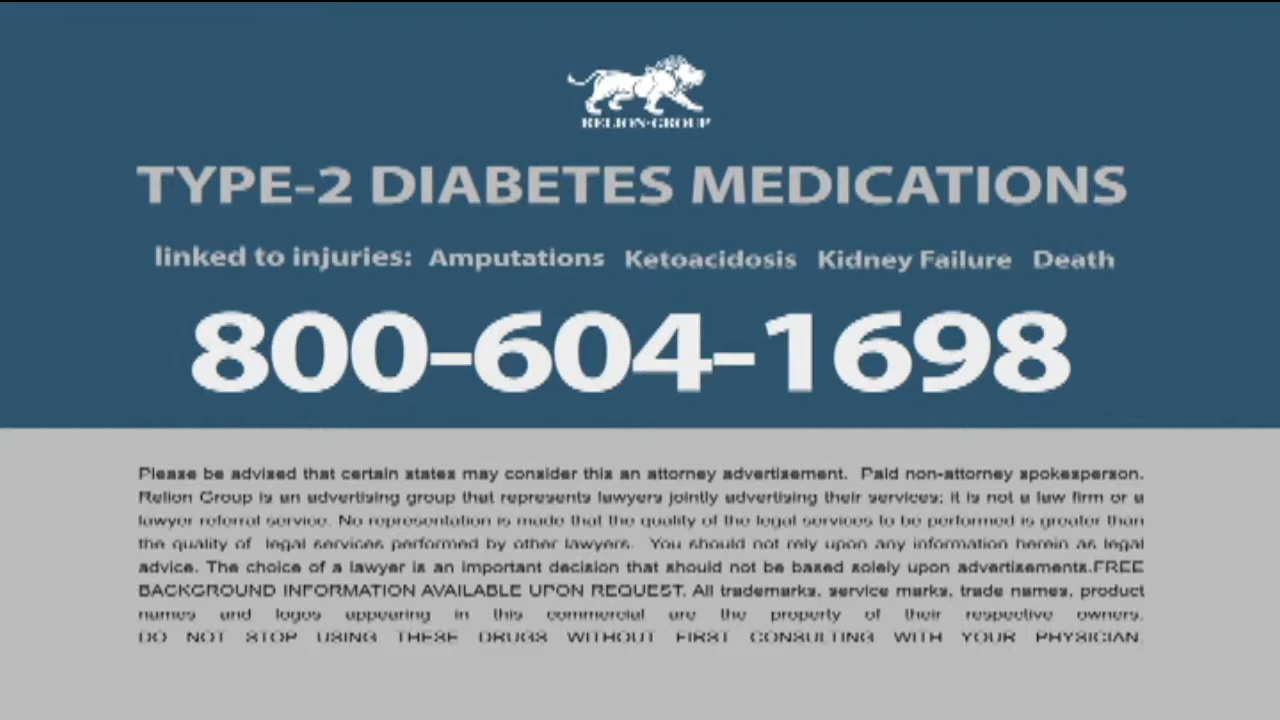 RELION·GROUP
TYPE-2 DIABETES MEDICATIONS
linked to injuries: Amputations Ketoacidosis Kidney Failure Death
800-604-1698
Please be advised that certain states may consider this an attorney advertisement. Paid non-attorney spokesperson.
Relion Group is an advertising group that represents lawyers jointly advertising their services; it is not a law firm or a
lawyer referral service. No representation is made that the quality of the legal services to be performed is greater than
the quality of legal services performed by other lawyers. You should not rely upon any information herein as legal
advice. The choice of a lawyer is an important decision that should not be based solely upon advertisements.FREE
BACKGROUND INFORMATION AVAILABLE UPON REQUEST. All trademarks, service marks, trade names, product
names and logos appearing in this commercial are the property of their respective owners.
DO NOT STOP USING THESE DRUGS WITHOUT FIRST CONSULTING WITH YOUR PHYSICIAN.